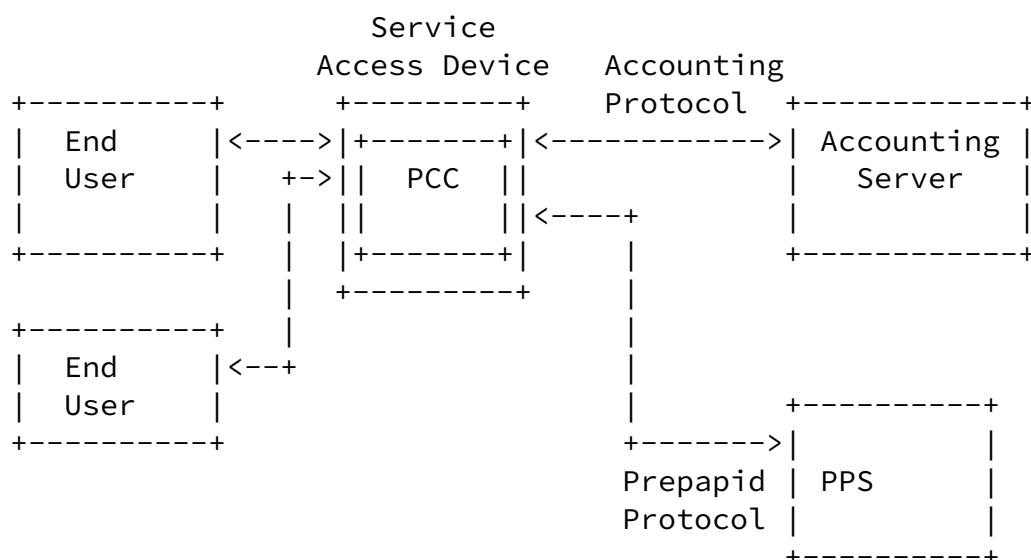 Service
Access Device
Accounting
Protocol
End
User
PCC
Accounting
Server
End
User
Prepapid
Protocol
PPS